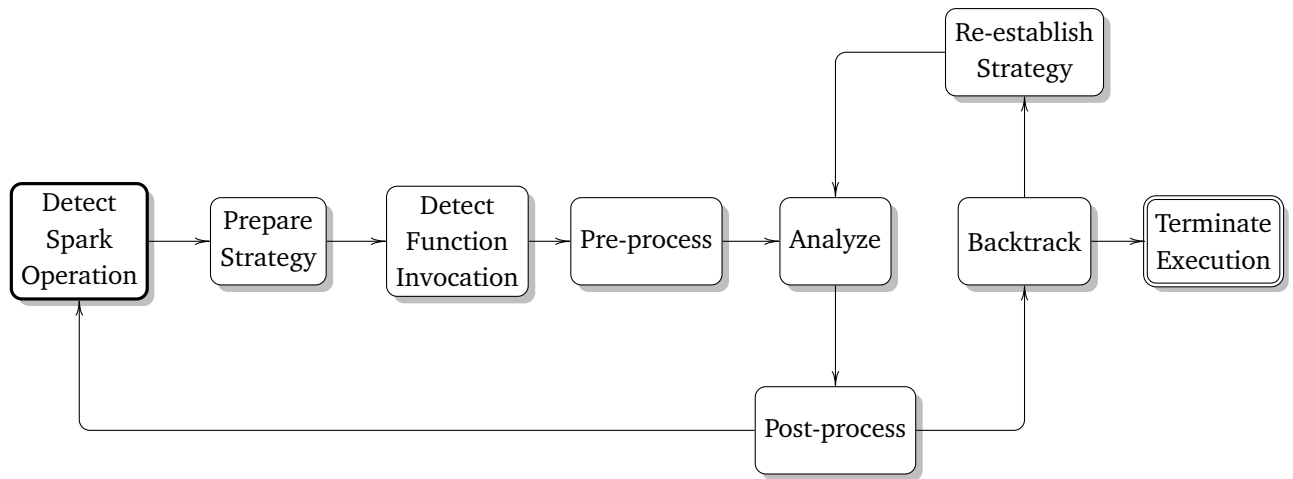 Re-establish
Strategy
Detect
Spark
Operation
Prepare
Strategy
Detect
Function
Invocation
Pre-process
Analyze
Backtrack
Terminate
Execution
Post-process